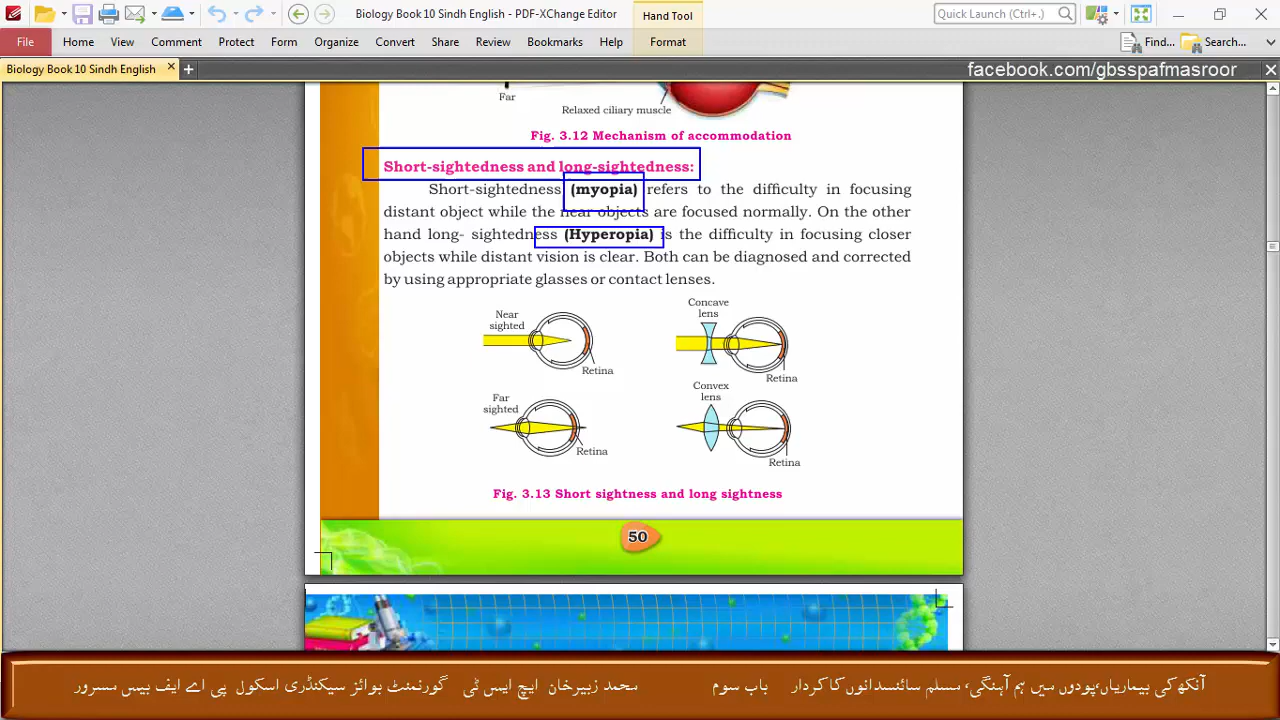 Biology Book 10 Sindh English - PDF-XChange Editor
Hand Tool
Quick Launch (Ctrl+.)
File Home View Comment Protect Form Organize Convert Share Review Bookmarks Help Format
Find... Search...
Biology Book 10 Sindh English
facebook.com/gbsspafmasroor
Far
Relaxed ciliary muscle
Fig. 3.12 Mechanism of accommodation
Short-sightedness and long-sightedness:
Short-sightedness (myopia) refers to the difficulty in focusing
distant object while the near objects are focused normally. On the other
hand long- sightedness (Hyperopia) is the difficulty in focusing closer
objects while distant vision is clear. Both can be diagnosed and corrected
by using appropriate glasses or contact lenses.
Near
sighted
Retina
Concave
lens
Retina
Far
sighted
Retina
Convex
lens
Retina
Fig. 3.13 Short sightness and long sightness
50
آنکھ کی بیماریاں،پودوں میں ہم آہنگی، مسلم سائنسدانوں کا کردار باب سوم محمد زبیر خان ایچ ایس ٹی گورنمنٹ بوائز سیکنڈری اسکول پی اے ایف بیس مسرور